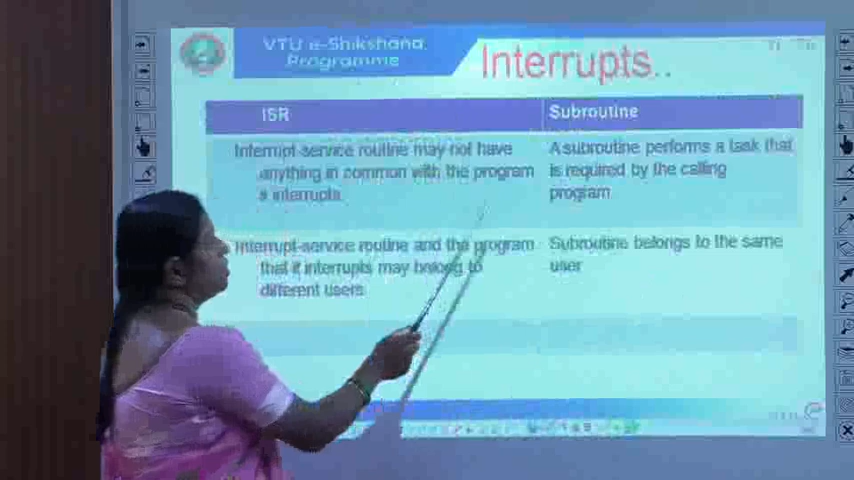 VTU e-Shikshana
Programme
Interrupts..
ISR
Subroutine
Interrupt-service routine may not have
anything in common with the program
it interrupts.
A subroutine performs a task that
is required by the calling
program
Interrupt-service routine and the program
that it interrupts may belong to
different users
Subroutine belongs to the same
user